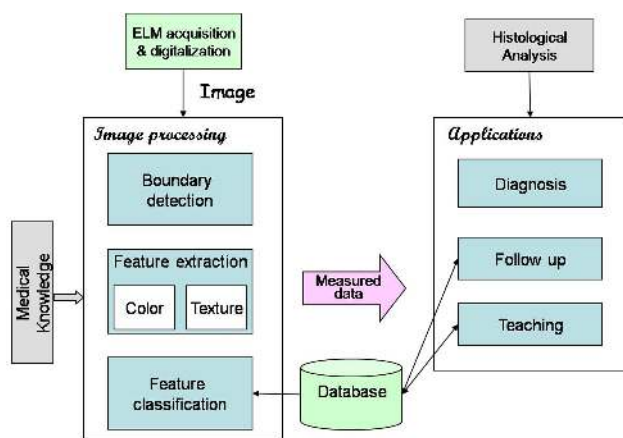 ELM acquisition
& digitalization
Image
Histological
Analysis
Medical
Knowledge
Image processing
Boundary
detection
Feature extraction
Color
Texture
Feature
classification
Measured
data
Database
Applications
Diagnosis
Follow up
Teaching